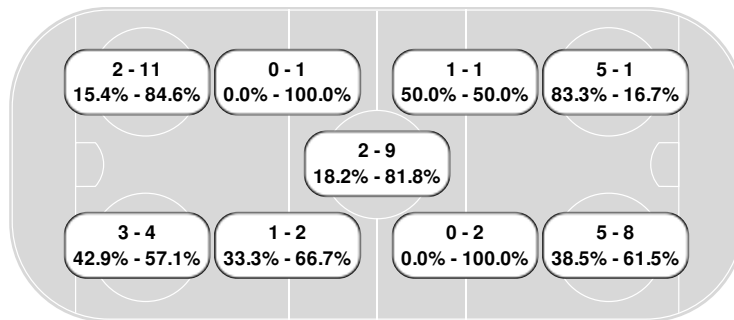 2 - 11
15.4% - 84.6%
0 - 1
0.0% - 100.0%
1 - 1
50.0% - 50.0%
5 - 1
83.3% - 16.7%
2 - 9
18.2% - 81.8%
3 - 4
42.9% - 57.1%
1 - 2
33.3% - 66.7%
0 - 2
0.0% - 100.0%
5 - 8
38.5% - 61.5%